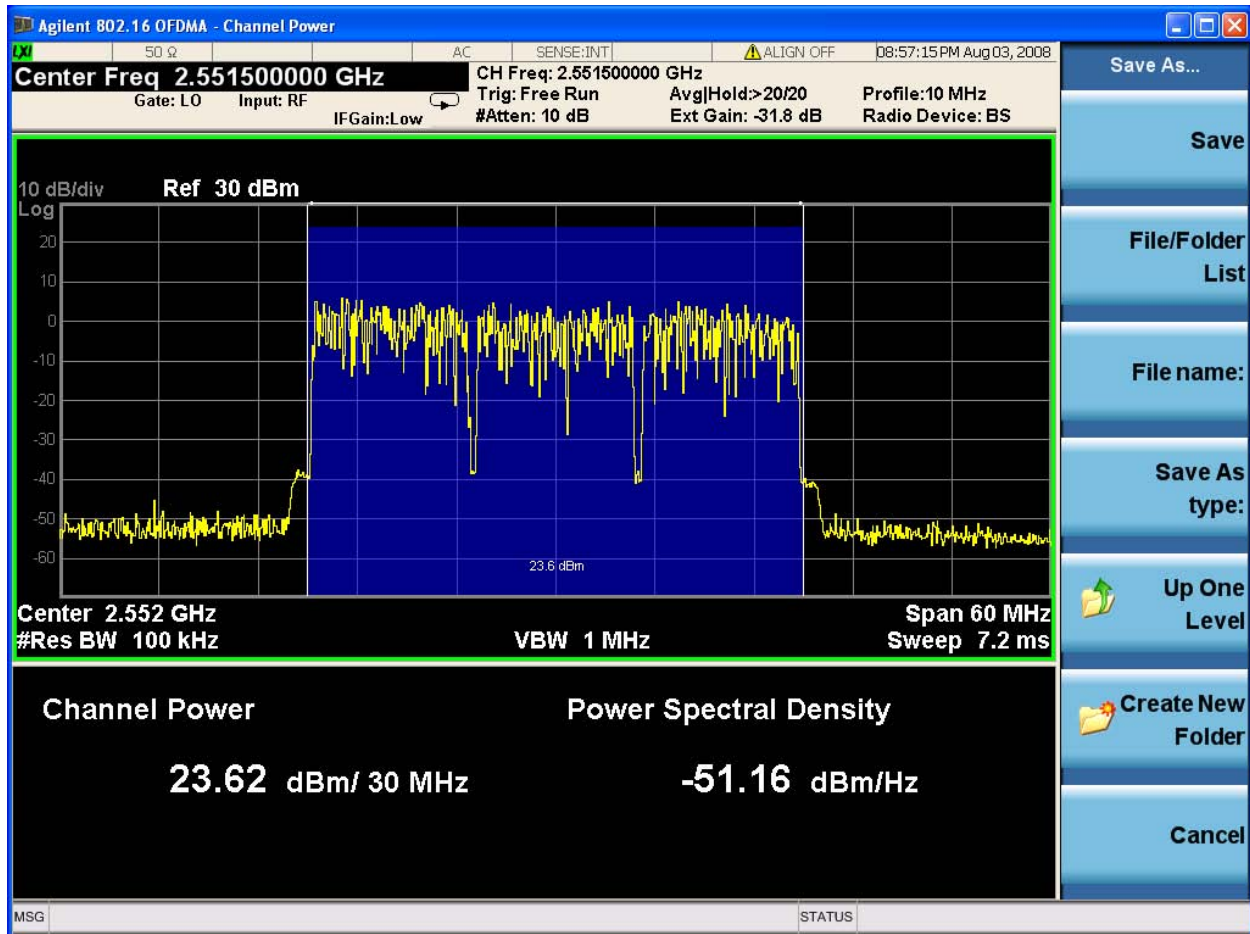 Agilent 802.16 OFDMA - Channel Power
LXI 50 Ω AC SENSE:INT ALIGN OFF 08:57:15 PM Aug 03, 2008
Center Freq 2.551500000 GHz
Gate: LO Input: RF IFGain:Low
CH Freq: 2.551500000 GHz
Trig: Free Run Avg|Hold:>20/20 Profile:10 MHz
#Atten: 10 dB Ext Gain: -31.8 dB Radio Device: BS
10 dB/div Ref 30 dBm
Log
20
10
0
-10
-20
-30
-40
-50
-60
23.6 dBm
Center 2.552 GHz Span 60 MHz
#Res BW 100 kHz VBW 1 MHz Sweep 7.2 ms
Channel Power Power Spectral Density
23.62 dBm/ 30 MHz -51.16 dBm/Hz
MSG STATUS
Save As...
Save
File/Folder
List
File name:
Save As
type:
Up One
Level
Create New
Folder
Cancel